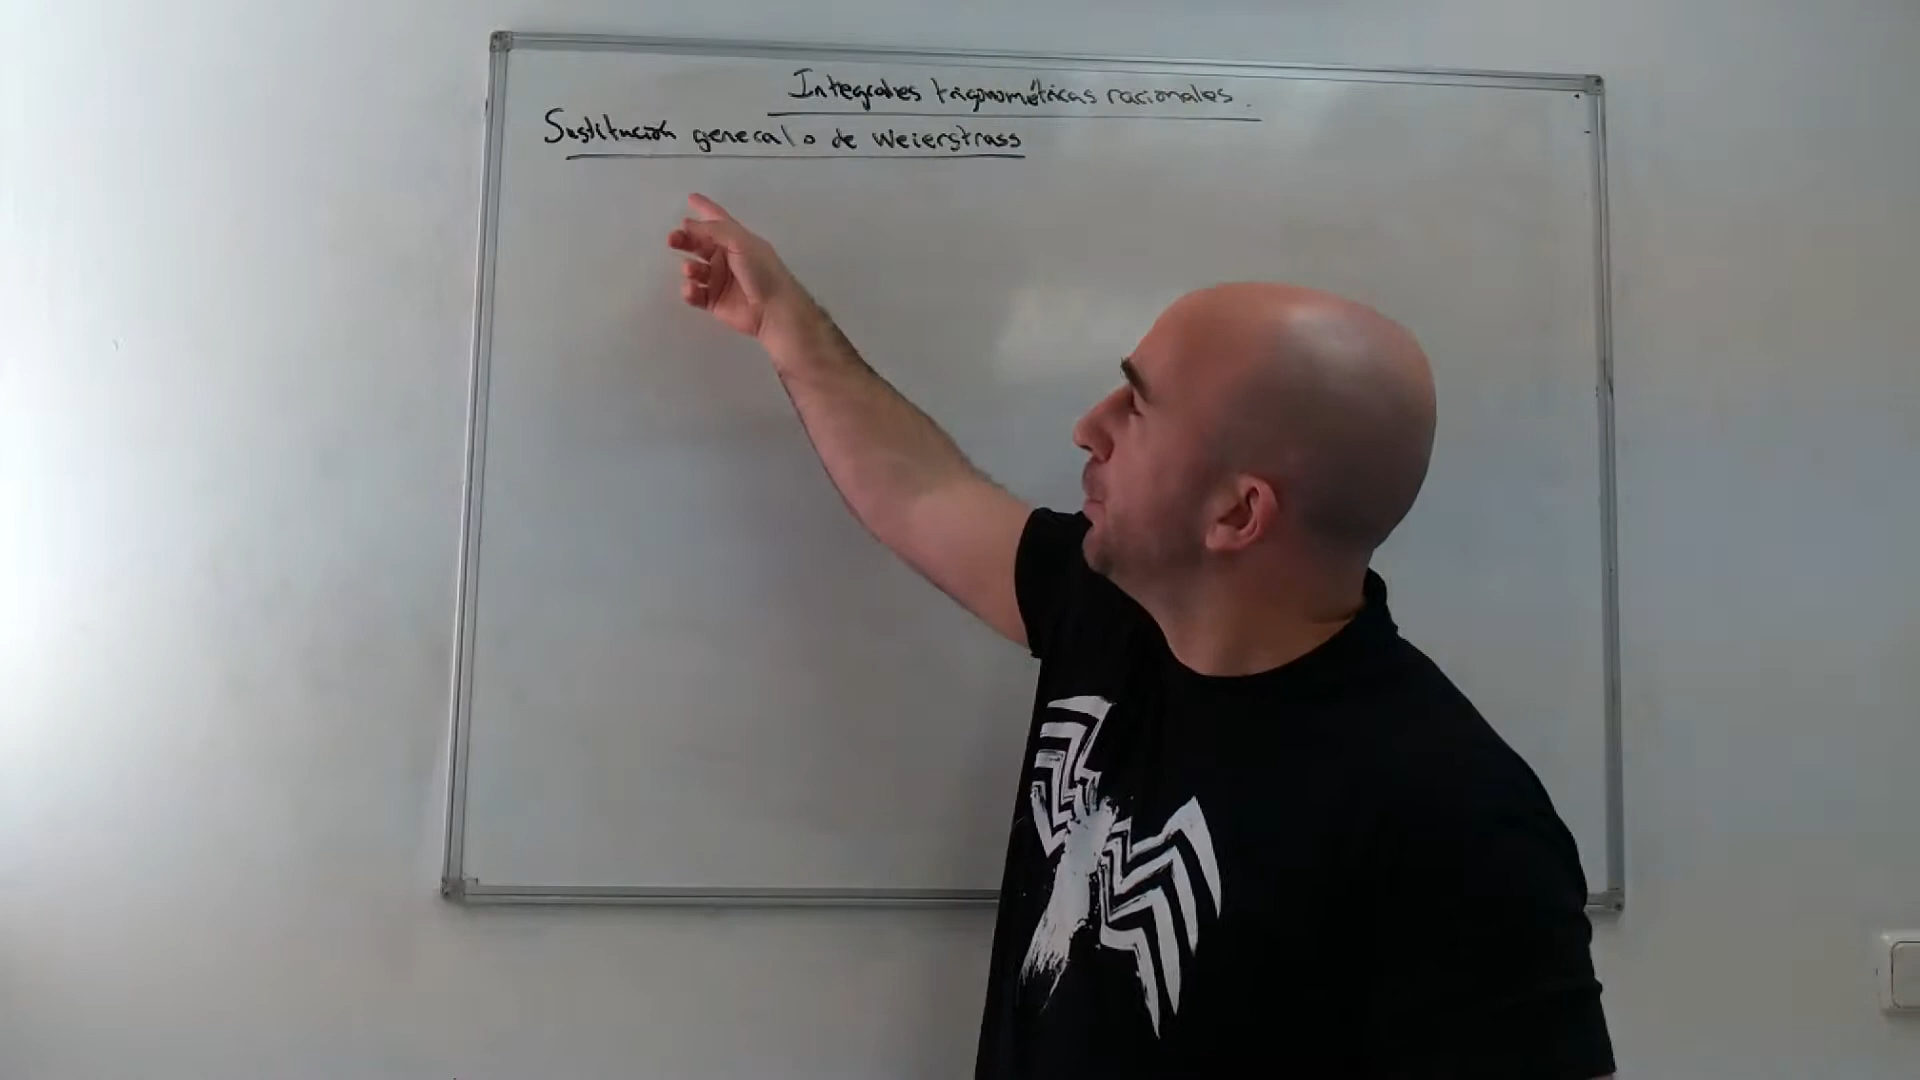 Integrales trigonométricas racionales.
Sustitución general o de Weierstrass